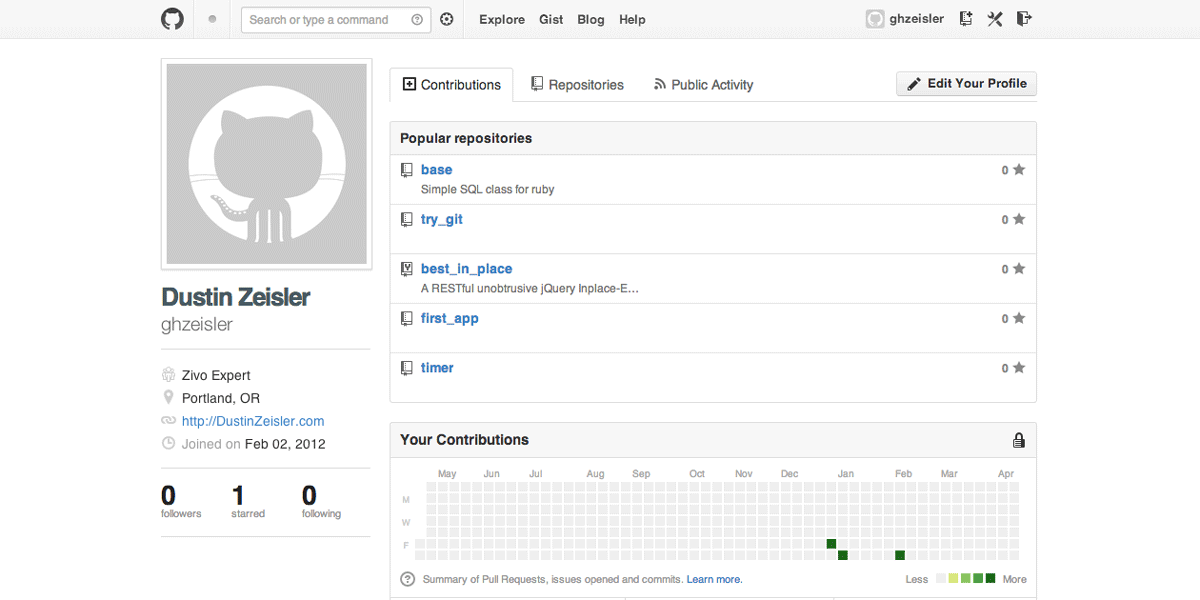 Search or type a command
Explore Gist Blog Help
ghzeisler
Contributions
Repositories
Public Activity
Edit Your Profile
Dustin Zeisler
ghzeisler
Zivo Expert
Portland, OR
http://DustinZeisler.com
Joined on Feb 02, 2012
0 1 0
followers starred following
Popular repositories
base 0
Simple SQL class for ruby
try_git 0
best_in_place 0
A RESTful unobtrusive jQuery Inplace-E...
first_app 0
timer 0
Your Contributions
May Jun Jul Aug Sep Oct Nov Dec Jan Feb Mar Apr
M
W
F
Summary of Pull Requests, issues opened and commits. Learn more.
Less More